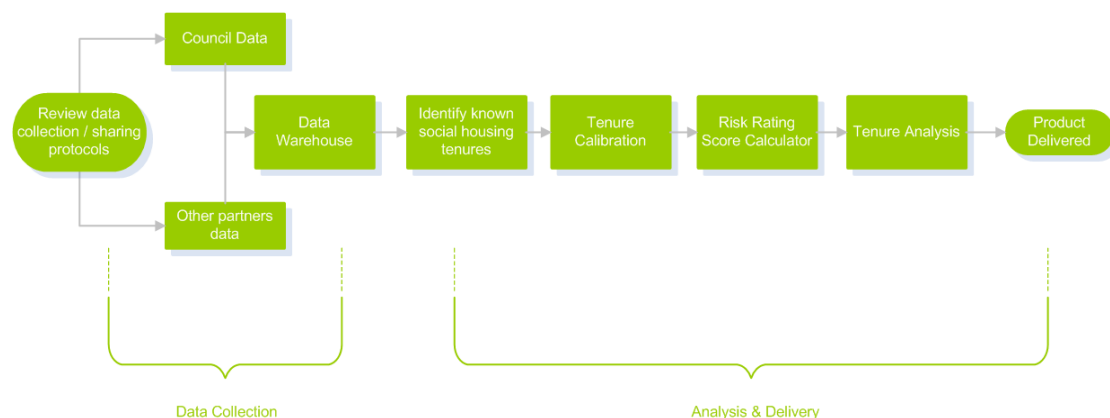 Council Data
Review data
collection / sharing
protocols
Data
Warehouse
Identify known
social housing
tenures
Tenure
Calibration
Risk Rating
Score Calculator
Tenure Analysis
Product
Delivered
Other partners
data
Data Collection
Analysis & Delivery